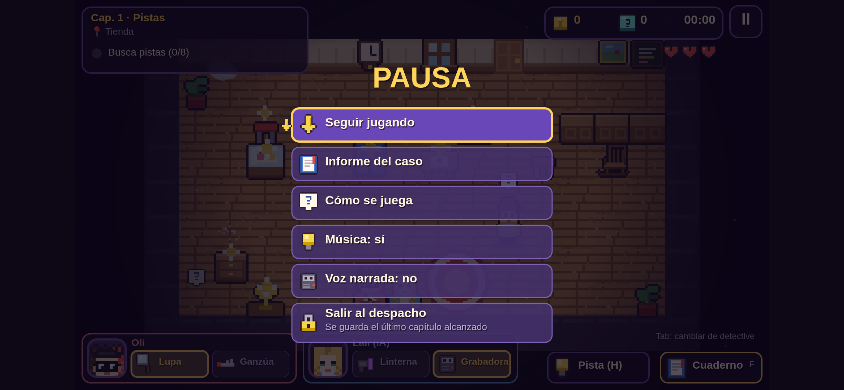 Cap. 1 · Pistas
Tienda
Busca pistas (0/8)
0
0
00:00
PAUSA
Seguir jugando
Informe del caso
Cómo se juega
Música: sí
Voz narrada: no
Salir al despacho
Se guarda el último capítulo alcanzado
Oli
Lupa
Ganzúa
(IA)
Linterna
Grabadora
Tab: cambiar de detective
Pista (H)
Cuaderno F